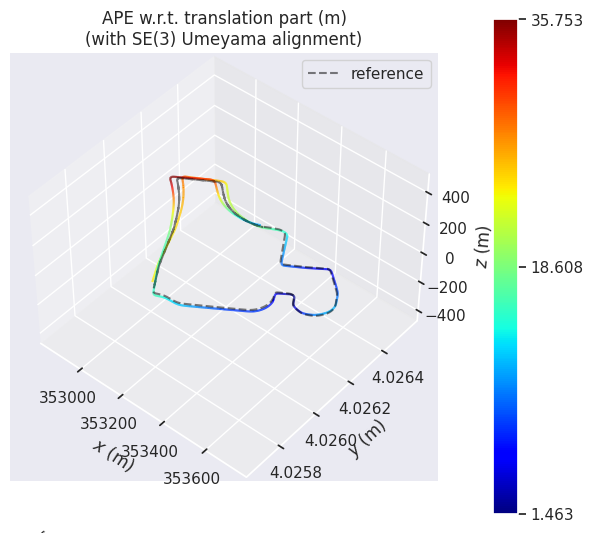 APE w.r.t. translation part (m)
(with SE(3) Umeyama alignment)
reference
35.753
18.608
1.463
400
200
0
−200
−400
z (m)
4.0264
4.0262
4.0260
4.0258
y (m)
353000
353200
353400
353600
x (m)